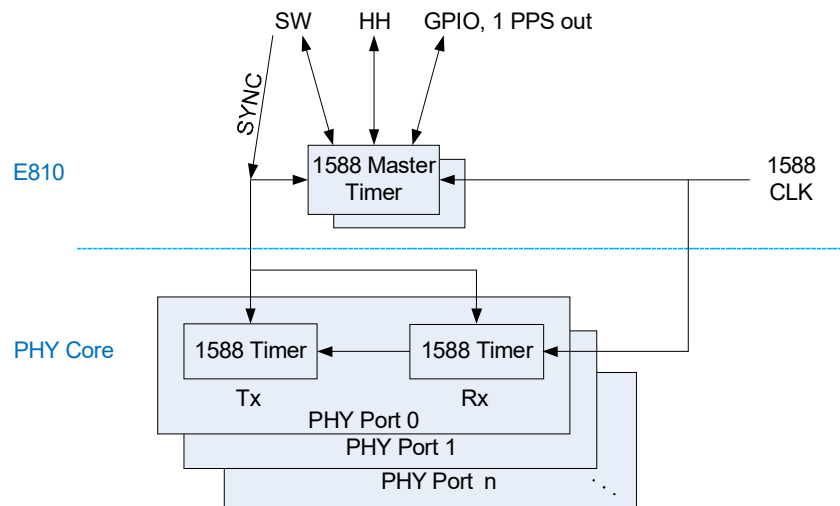 SW
HH
GPIO, 1 PPS out
SYNC
E810
1588 Master
Timer
1588
CLK
PHY Core
1588 Timer
1588 Timer
Tx
Rx
PHY Port 0
PHY Port 1
PHY Port n